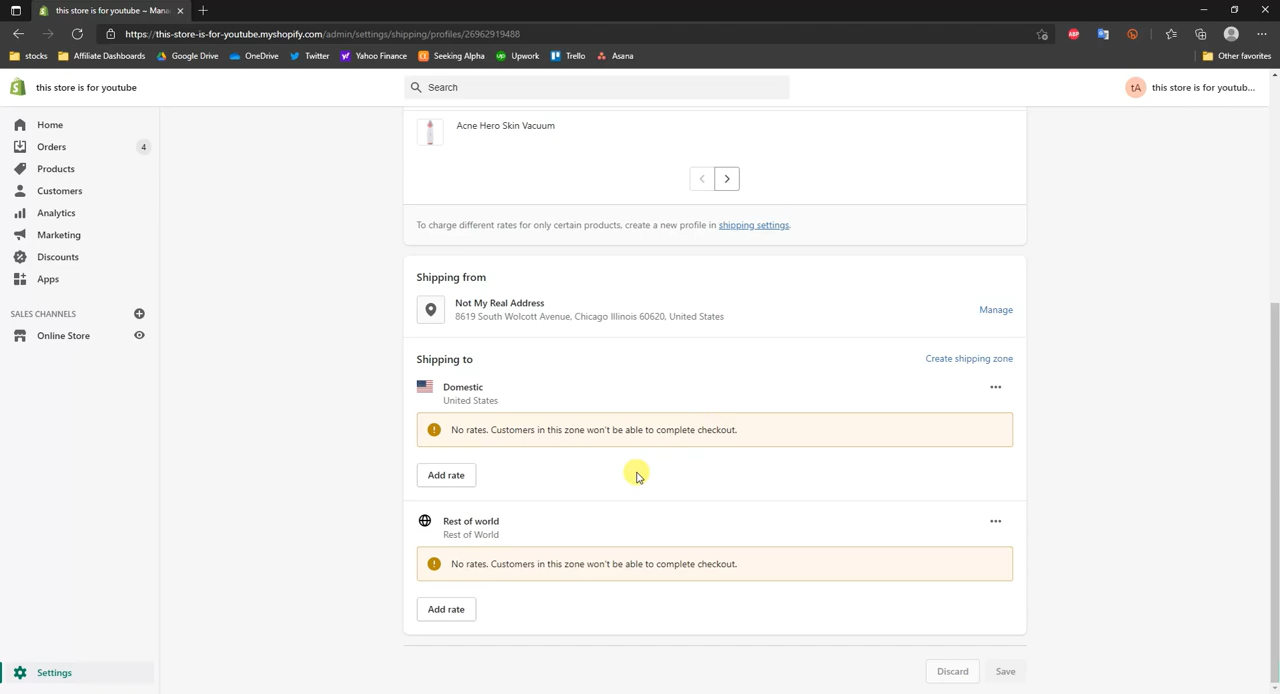 this store is for youtube ~ Mana
https://this-store-is-for-youtube.myshopify.com/admin/settings/shipping/profiles/26962919488
ABP
stocks
Affiliate Dashboards
Google Drive
OneDrive
Twitter
Yahoo Finance
Seeking Alpha
up Upwork
Trello
Asana
Other favorites
this store is for youtube
Search
tA
this store is for youtub...
Home
Orders
4
Products
Customers
Analytics
Marketing
Discounts
Apps
SALES CHANNELS
Online Store
Settings
Acne Hero Skin Vacuum
To charge different rates for only certain products, create a new profile in shipping settings.
Shipping from
Not My Real Address
8619 South Wolcott Avenue, Chicago Illinois 60620, United States
Manage
Shipping to
Create shipping zone
Domestic
United States
No rates. Customers in this zone won't be able to complete checkout.
Add rate
Rest of world
Rest of World
No rates. Customers in this zone won't be able to complete checkout.
Add rate
Discard
Save